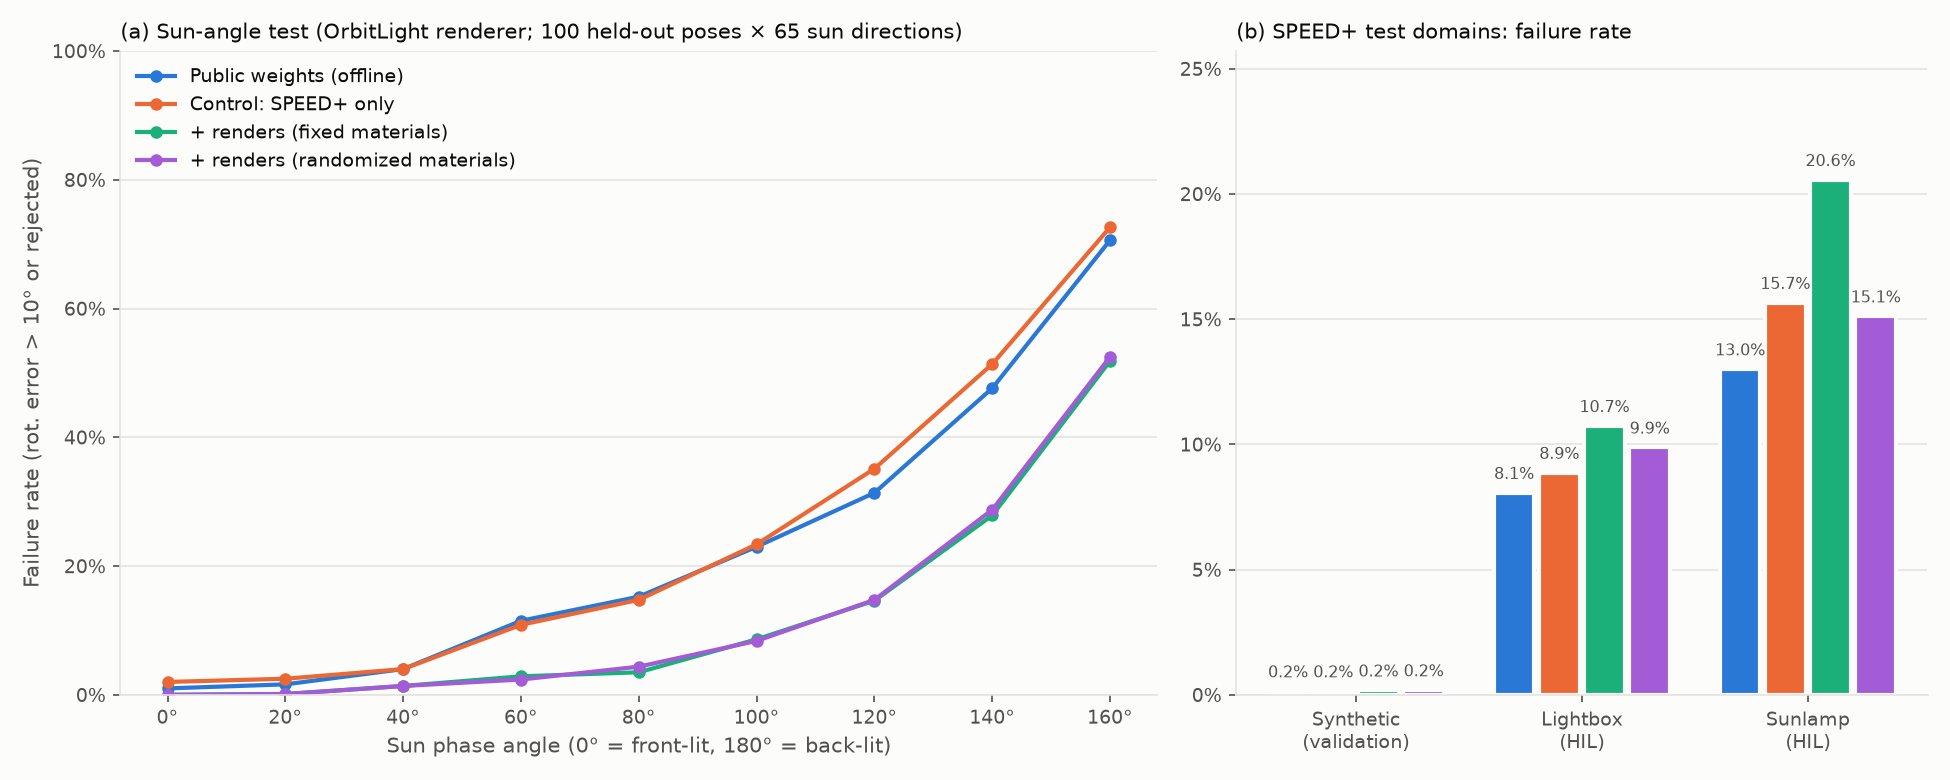 (a) Sun-angle test (OrbitLight renderer; 100 held-out poses × 65 sun directions)
Failure rate (rot. error > 10° or rejected)
100%
80%
60%
40%
20%
0%
Public weights (offline)
Control: SPEED+ only
+ renders (fixed materials)
+ renders (randomized materials)
0° 20° 40° 60° 80° 100° 120° 140° 160°
Sun phase angle (0° = front-lit, 180° = back-lit)
(b) SPEED+ test domains: failure rate
25%
20%
15%
10%
5%
0%
0.2% 0.2% 0.2% 0.2%
8.1% 8.9% 10.7% 9.9%
13.0% 15.7% 20.6% 15.1%
Synthetic
(validation)
Lightbox
(HIL)
Sunlamp
(HIL)